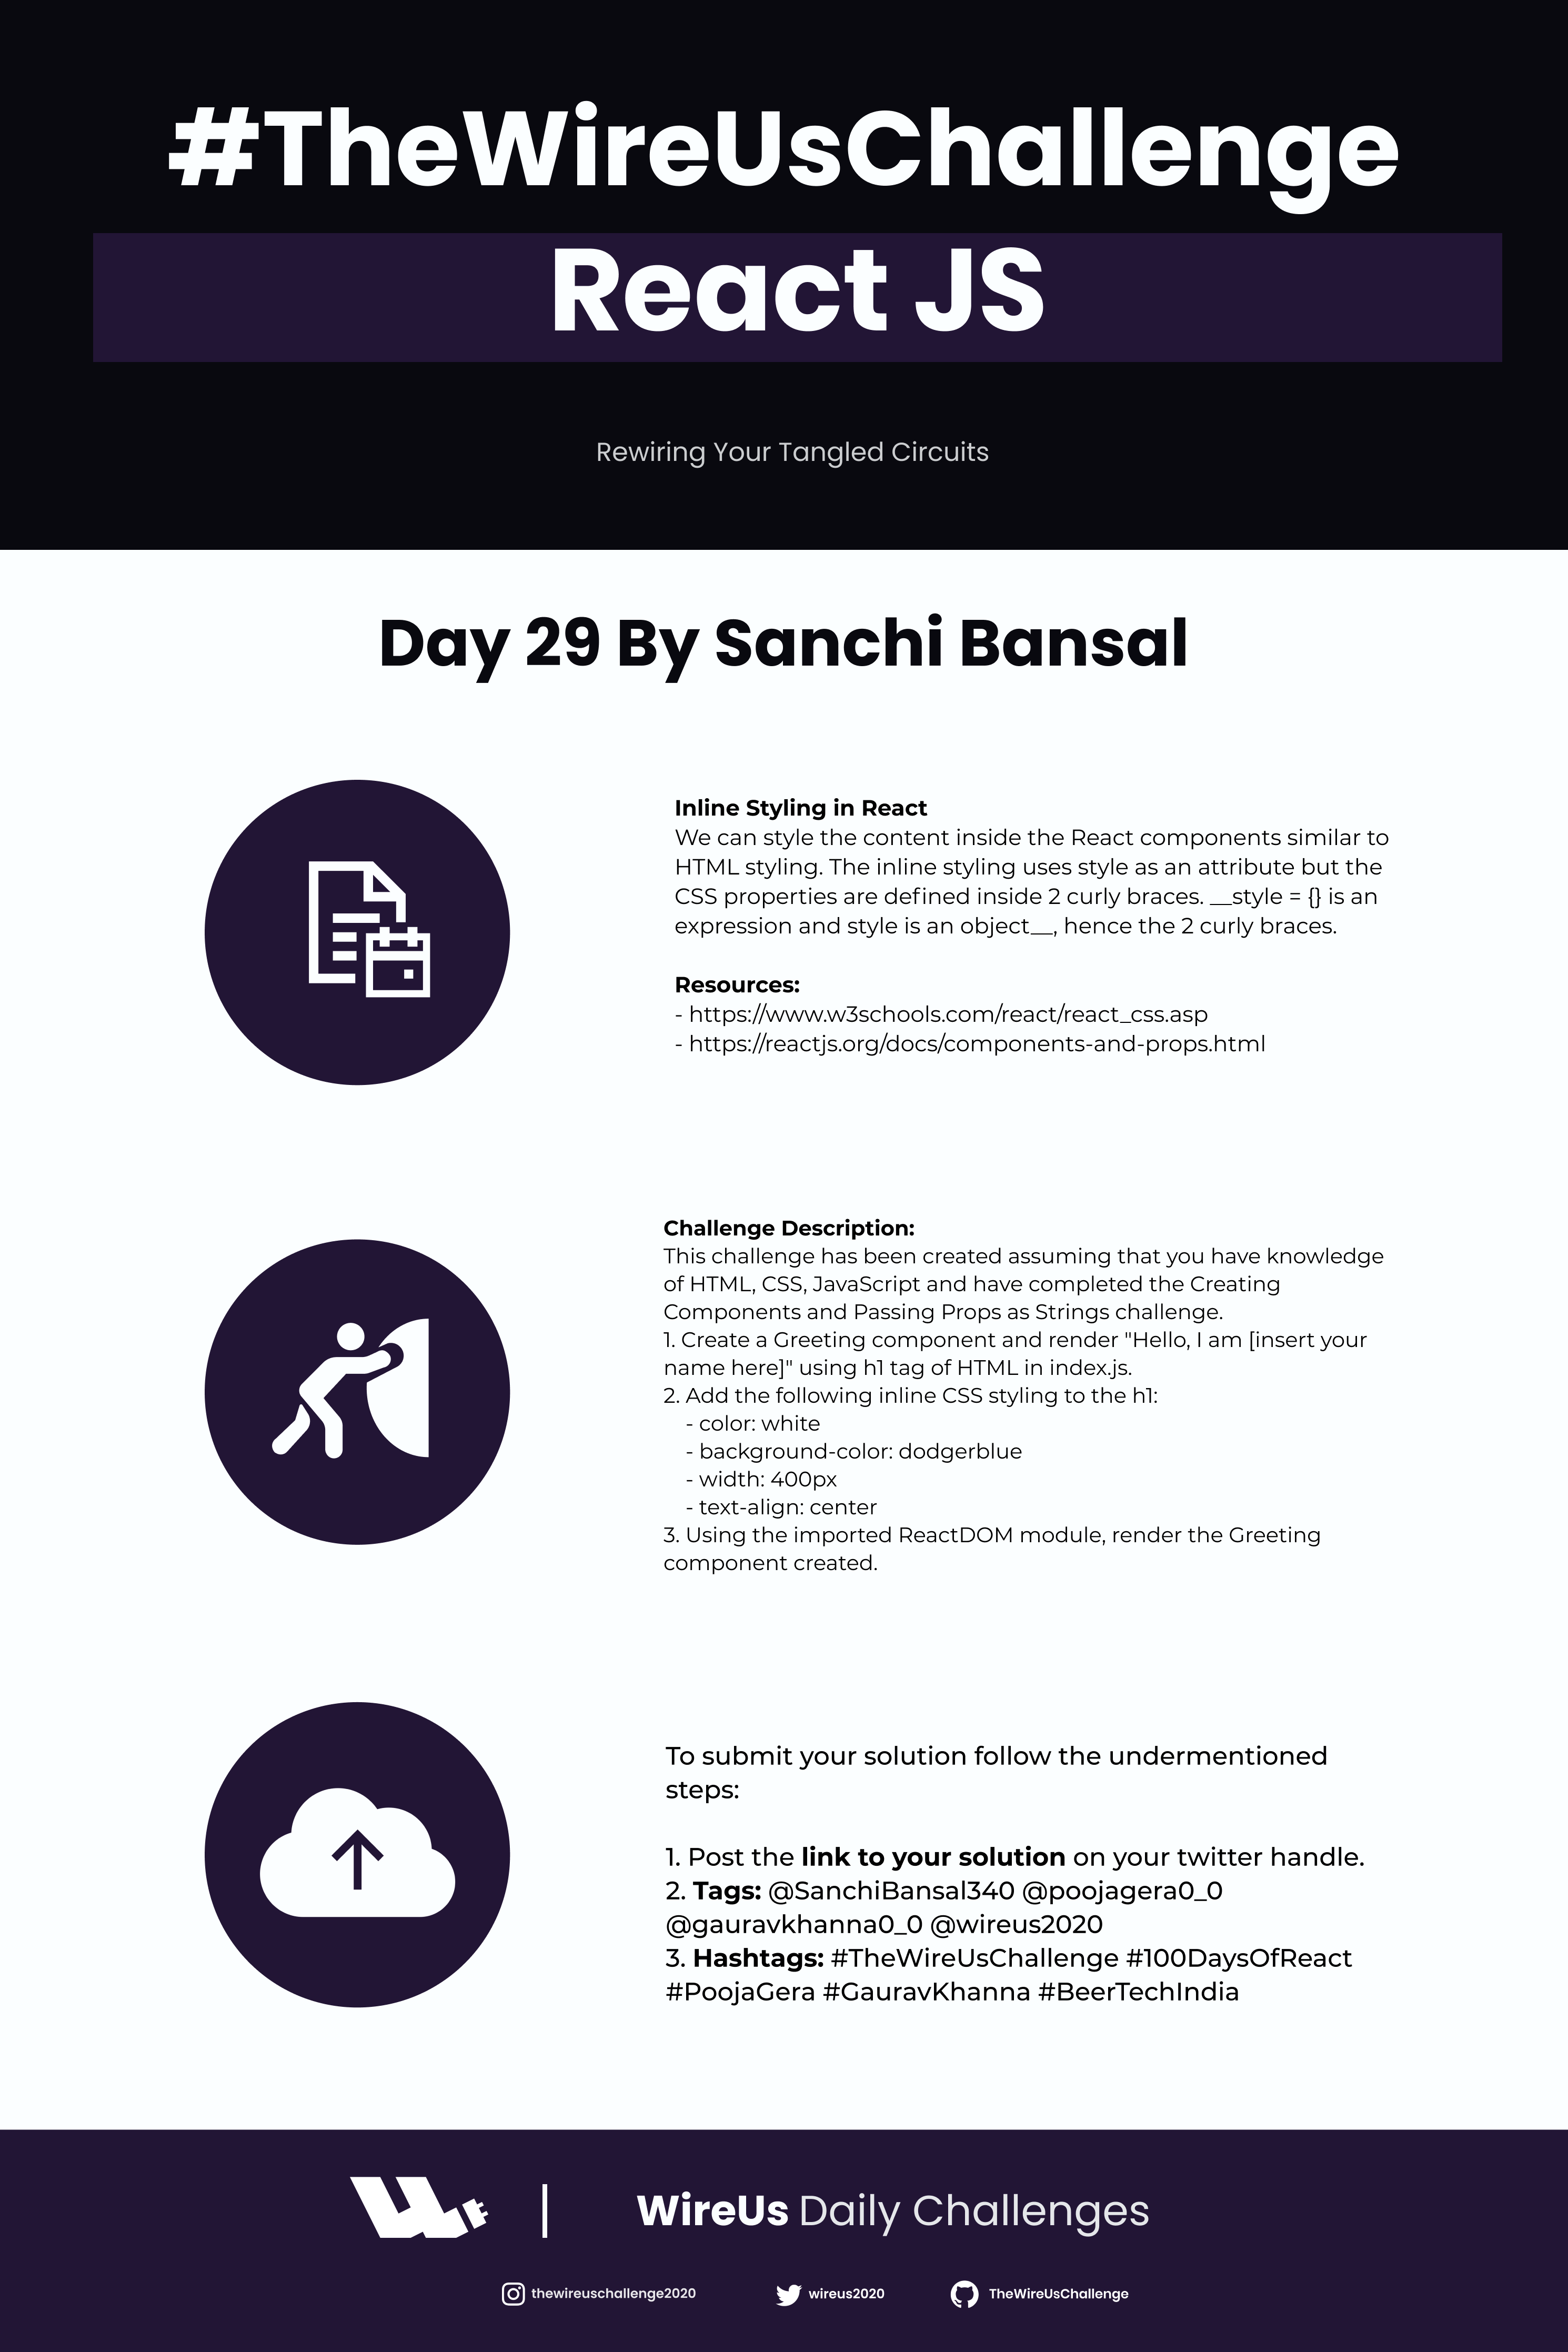 #TheWireUsChallenge
React JS
Rewiring Your Tangled Circuits
Day 29 By Sanchi Bansal
Inline Styling in React
We can style the content inside the React components similar to
HTML styling. The inline styling uses style as an attribute but the
CSS properties are defined inside 2 curly braces. __style = {} is an
expression and style is an object__, hence the 2 curly braces.
Resources:
- https://www.w3schools.com/react/react_css.asp
- https://reactjs.org/docs/components-and-props.html
Challenge Description:
This challenge has been created assuming that you have knowledge
of HTML, CSS, JavaScript and have completed the Creating
Components and Passing Props as Strings challenge.
1. Create a Greeting component and render "Hello, I am [insert your
name here]" using h1 tag of HTML in index.js.
2. Add the following inline CSS styling to the h1:
- color: white
- background-color: dodgerblue
- width: 400px
- text-align: center
3. Using the imported ReactDOM module, render the Greeting
component created.
To submit your solution follow the undermentioned
steps:
1. Post the link to your solution on your twitter handle.
2. Tags: @SanchiBansal340 @poojagera0_0
@gauravkhanna0_0 @wireus2020
3. Hashtags: #TheWireUsChallenge #100DaysOfReact
#PoojaGera #GauravKhanna #BeerTechIndia
WireUs Daily Challenges
thewireuschallenge2020 wireus2020 TheWireUsChallenge